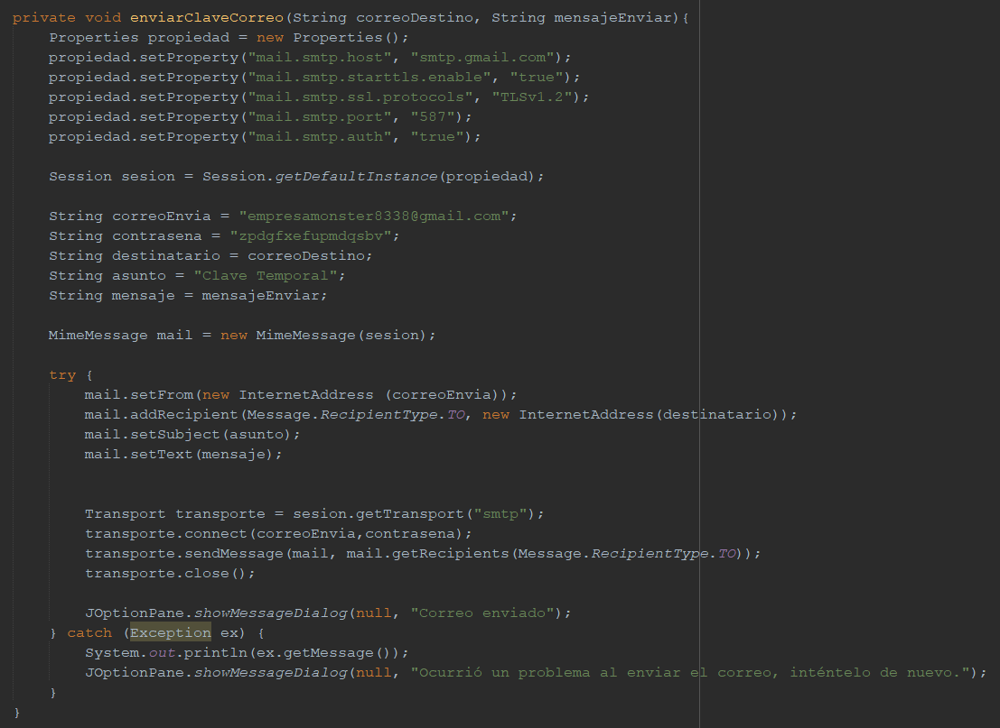 private void enviarClaveCorreo(String correoDestino, String mensajeEnviar){
    Properties propiedad = new Properties();
    propiedad.setProperty("mail.smtp.host", "smtp.gmail.com");
    propiedad.setProperty("mail.smtp.starttls.enable", "true");
    propiedad.setProperty("mail.smtp.ssl.protocols", "TLSv1.2");
    propiedad.setProperty("mail.smtp.port", "587");
    propiedad.setProperty("mail.smtp.auth", "true");

    Session sesion = Session.getDefaultInstance(propiedad);

    String correoEnvia = "empresamonster8338@gmail.com";
    String contrasena = "zpdgfxefupmdqsbv";
    String destinatario = correoDestino;
    String asunto = "Clave Temporal";
    String mensaje = mensajeEnviar;

    MimeMessage mail = new MimeMessage(sesion);

    try {
        mail.setFrom(new InternetAddress (correoEnvia));
        mail.addRecipient(Message.RecipientType.TO, new InternetAddress(destinatario));
        mail.setSubject(asunto);
        mail.setText(mensaje);


        Transport transporte = sesion.getTransport("smtp");
        transporte.connect(correoEnvia,contrasena);
        transporte.sendMessage(mail, mail.getRecipients(Message.RecipientType.TO));
        transporte.close();

        JOptionPane.showMessageDialog(null, "Correo enviado");
    } catch (Exception ex) {
        System.out.println(ex.getMessage());
        JOptionPane.showMessageDialog(null, "Ocurrió un problema al enviar el correo, inténtelo de nuevo.");
    }
}